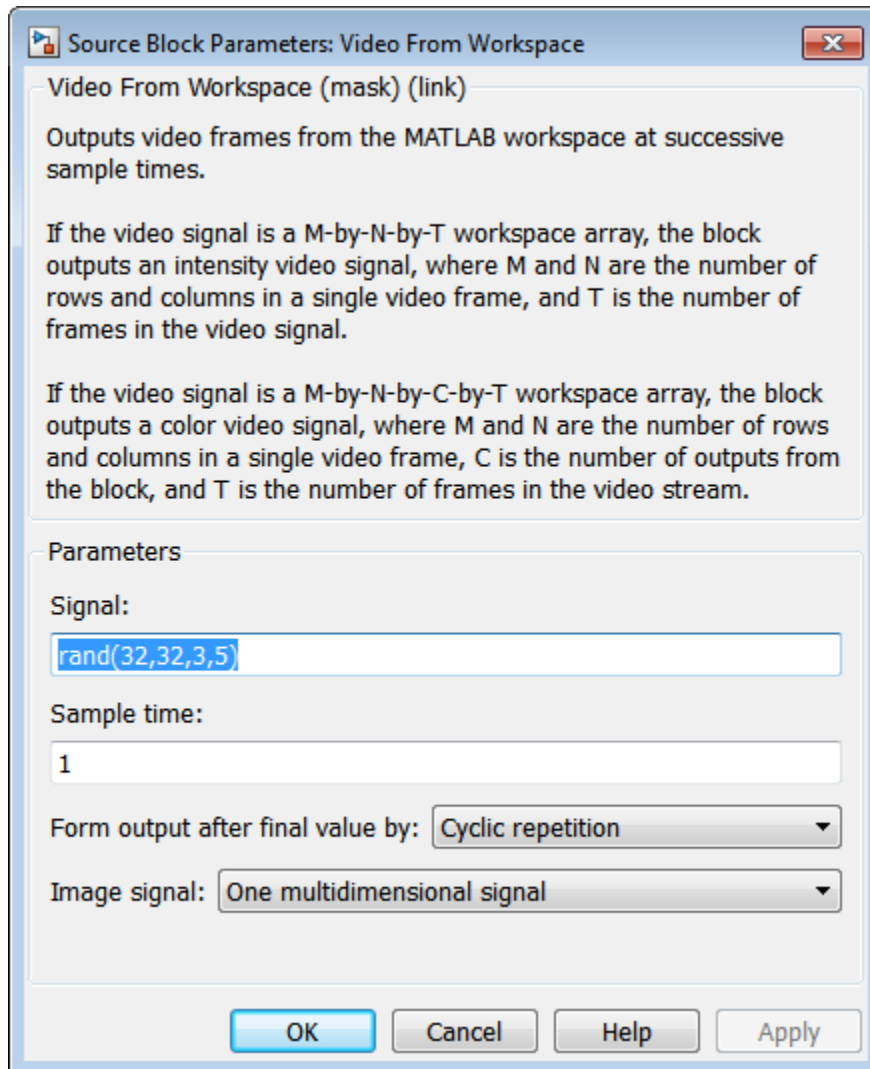 Source Block Parameters: Video From Workspace
Video From Workspace (mask) (link)
Outputs video frames from the MATLAB workspace at successive
sample times.
If the video signal is a M-by-N-by-T workspace array, the block
outputs an intensity video signal, where M and N are the number of
rows and columns in a single video frame, and T is the number of
frames in the video signal.
If the video signal is a M-by-N-by-C-by-T workspace array, the block
outputs a color video signal, where M and N are the number of rows
and columns in a single video frame, C is the number of outputs from
the block, and T is the number of frames in the video stream.
Parameters
Signal:
rand(32,32,3,5)
Sample time:
1
Form output after final value by: Cyclic repetition
Image signal: One multidimensional signal
OK Cancel Help Apply